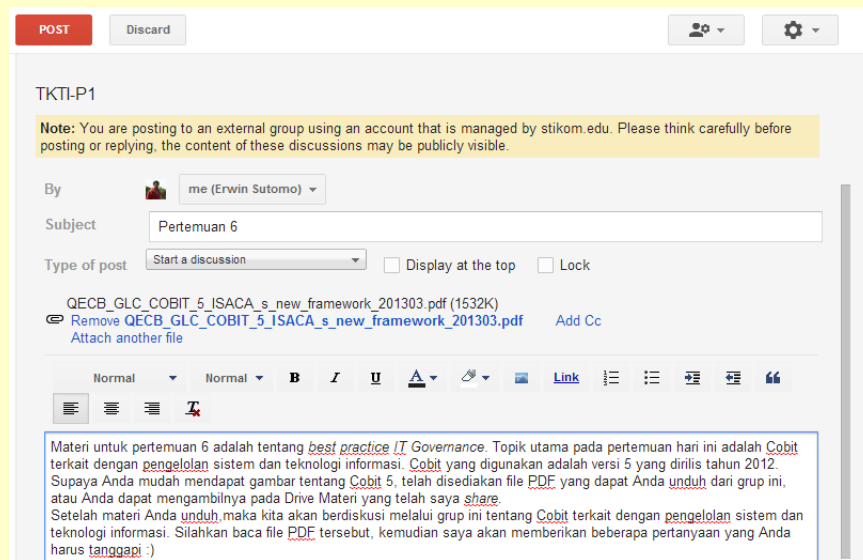 POST Discard
TKTI-P1
Note: You are posting to an external group using an account that is managed by stikom.edu. Please think carefully before
posting or replying, the content of these discussions may be publicly visible.
By me (Erwin Sutomo)
Subject Pertemuan 6
Type of post Start a discussion Display at the top Lock
QECB_GLC_COBIT_5_ISACA_s_new_framework_201303.pdf (1532K)
Remove QECB_GLC_COBIT_5_ISACA_s_new_framework_201303.pdf Add Cc
Attach another file
Normal Normal B I U A Link
Materi untuk pertemuan 6 adalah tentang best practice IT Governance. Topik utama pada pertemuan hari ini adalah Cobit
terkait dengan pengelolan sistem dan teknologi informasi. Cobit yang digunakan adalah versi 5 yang dirilis tahun 2012.
Supaya Anda mudah mendapat gambar tentang Cobit 5, telah disediakan file PDF yang dapat Anda unduh dari grup ini,
atau Anda dapat mengambilnya pada Drive Materi yang telah saya share.
Setelah materi Anda unduh,maka kita akan berdiskusi melalui grup ini tentang Cobit terkait dengan pengelolan sistem dan
teknologi informasi. Silahkan baca file PDF tersebut, kemudian saya akan memberikan beberapa pertanyaan yang Anda
harus tanggapi :)